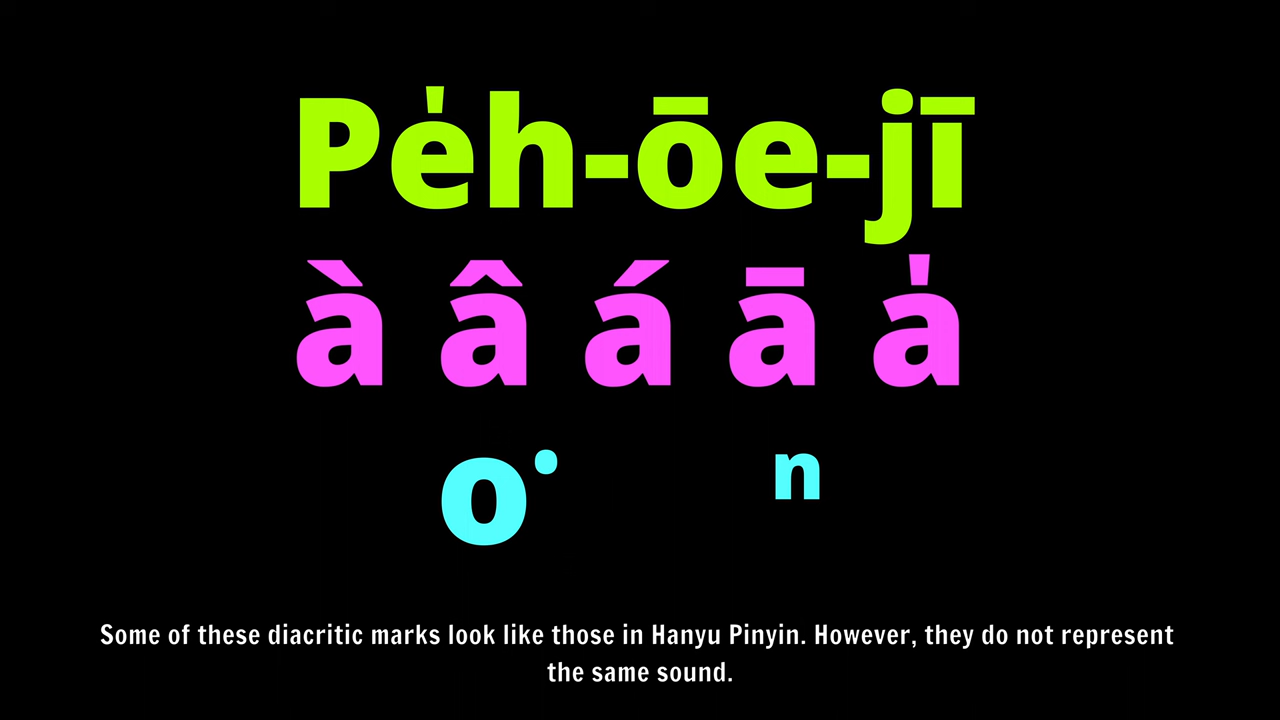 Pe̍h-ōe-jī
à â á ā a̍
o͘ ⁿ
Some of these diacritic marks look like those in Hanyu Pinyin. However, they do not represent
the same sound.